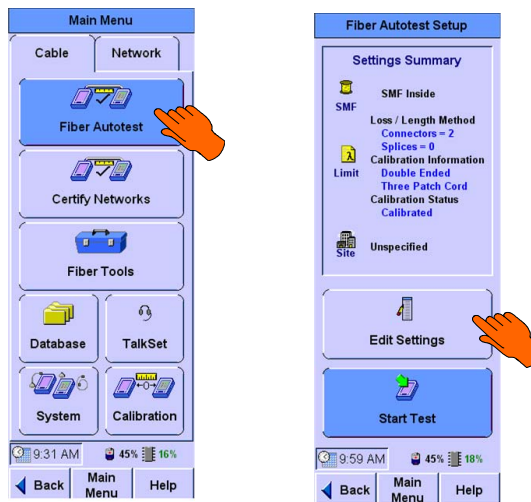 Main Menu
Cable
Network
Fiber Autotest
Certify Networks
Fiber Tools
Database
TalkSet
System
Calibration
9:31 AM
45%
16%
Back
Main
Menu
Help
Fiber Autotest Setup
Settings Summary
SMF
SMF Inside
Loss / Length Method
Connectors = 2
Splices = 0
λ
Limit
Calibration Information
Double Ended
Three Patch Cord
Calibration Status
Calibrated
Site
Unspecified
Edit Settings
Start Test
9:59 AM
45%
18%
Back
Main
Menu
Help